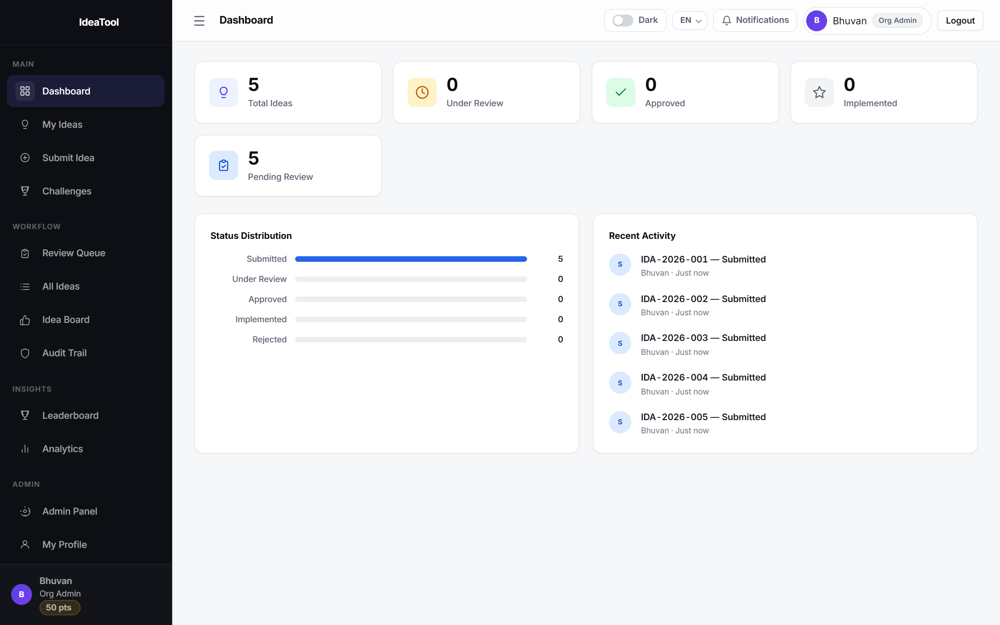 IdeaTool
MAIN
Dashboard
My Ideas
Submit Idea
Challenges
WORKFLOW
Review Queue
All Ideas
Idea Board
Audit Trail
INSIGHTS
Leaderboard
Analytics
ADMIN
Admin Panel
My Profile
B
Bhuvan
Org Admin
50 pts
Dashboard
Dark
EN
Notifications
B Bhuvan Org Admin
Logout
5
Total Ideas
0
Under Review
0
Approved
0
Implemented
5
Pending Review
Status Distribution
Submitted 5
Under Review 0
Approved 0
Implemented 0
Rejected 0
Recent Activity
S
IDA-2026-001 — Submitted
Bhuvan · Just now
S
IDA-2026-002 — Submitted
Bhuvan · Just now
S
IDA-2026-003 — Submitted
Bhuvan · Just now
S
IDA-2026-004 — Submitted
Bhuvan · Just now
S
IDA-2026-005 — Submitted
Bhuvan · Just now